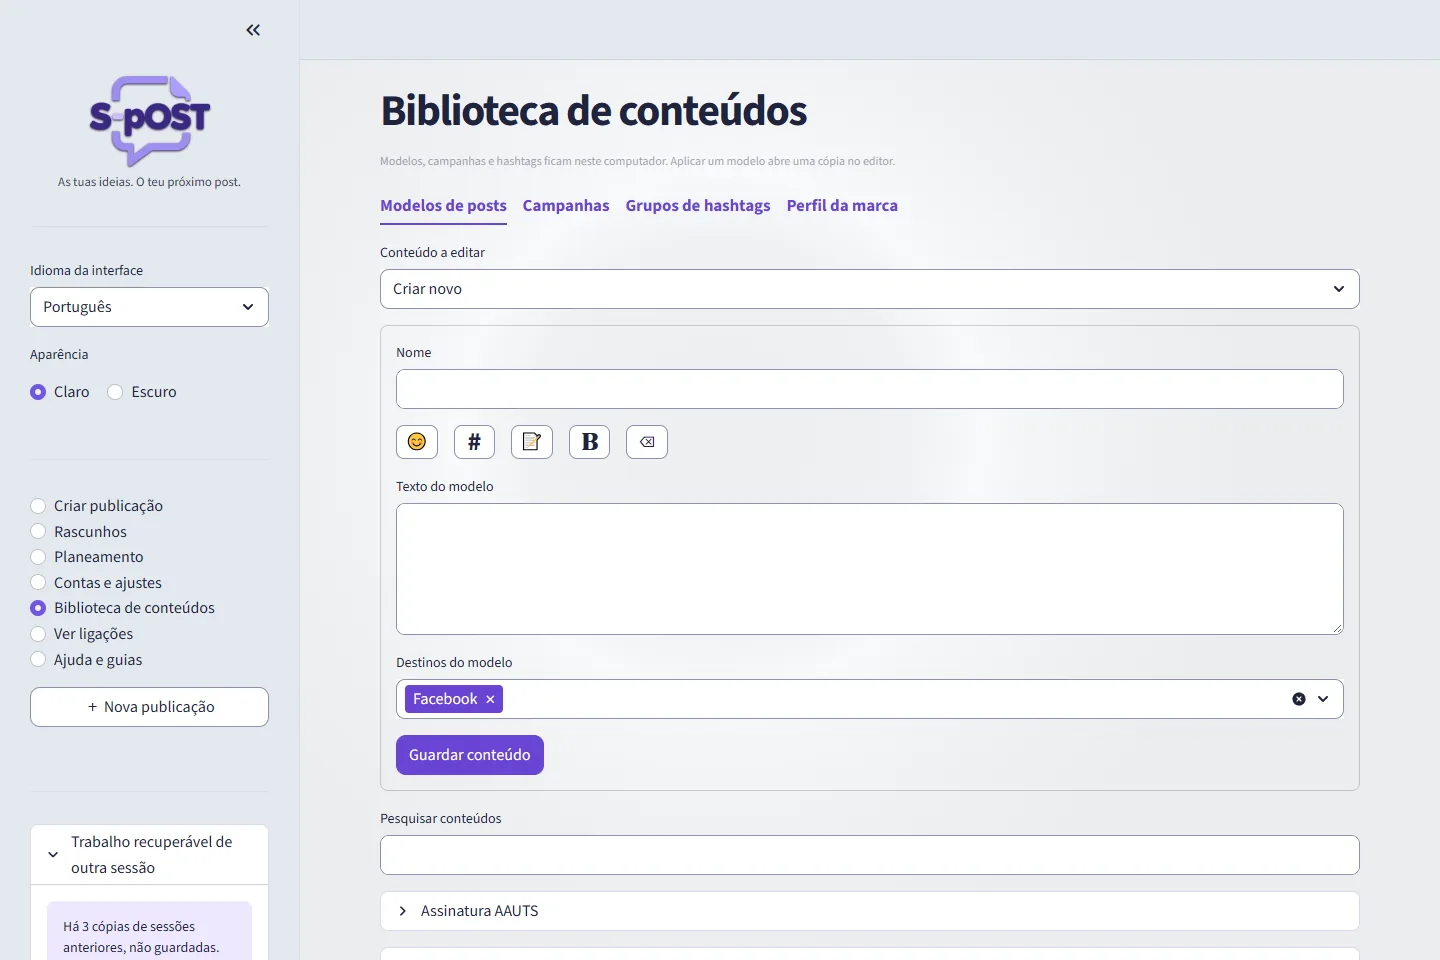 S-pOST
As tuas ideias. O teu próximo post.
Idioma da interface
Português
Aparência
Claro
Escuro
Criar publicação
Rascunhos
Planeamento
Contas e ajustes
Biblioteca de conteúdos
Ver ligações
Ajuda e guias
+ Nova publicação
Trabalho recuperável de
outra sessão
Há 3 cópias de sessões
anteriores, não guardadas.
Biblioteca de conteúdos
Modelos, campanhas e hashtags ficam neste computador. Aplicar um modelo abre uma cópia no editor.
Modelos de posts Campanhas Grupos de hashtags Perfil da marca
Conteúdo a editar
Criar novo
Nome
# B
Texto do modelo
Destinos do modelo
Facebook
Guardar conteúdo
Pesquisar conteúdos
Assinatura AAUTS